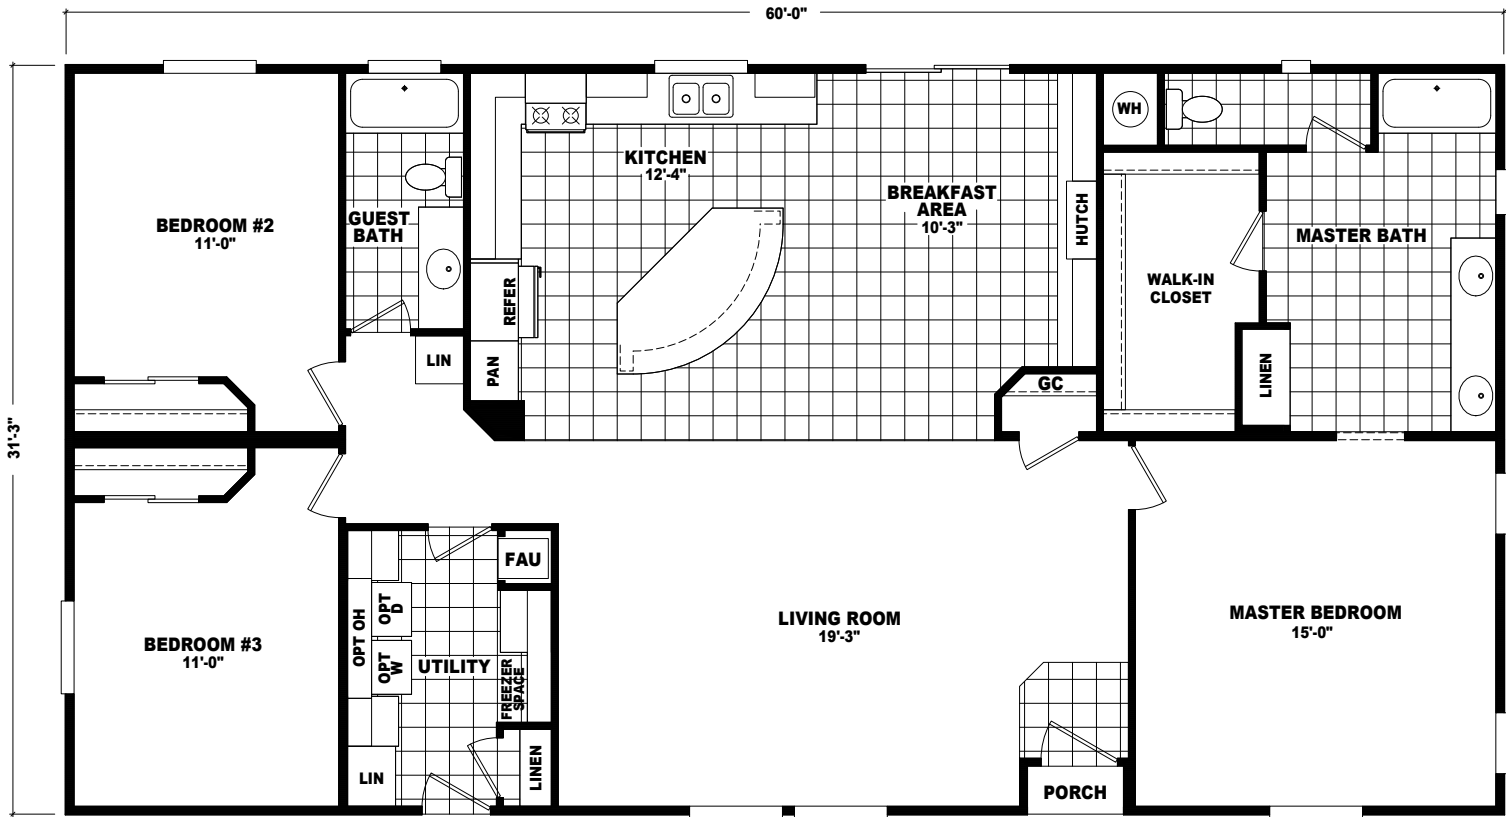 60'-0"
31'-3"
BEDROOM #2
11'-0"
GUEST
BATH
LIN
KITCHEN
12'-4"
REFER
PAN
BREAKFAST
AREA
10'-3"
HUTCH
GC
WH
WALK-IN
CLOSET
LINEN
MASTER BATH
BEDROOM #3
11'-0"
OPT OH
OPT
D
OPT
W
UTILITY
FAU
FREEZER
SPACE
LIN
LINEN
LIVING ROOM
19'-3"
PORCH
MASTER BEDROOM
15'-0"